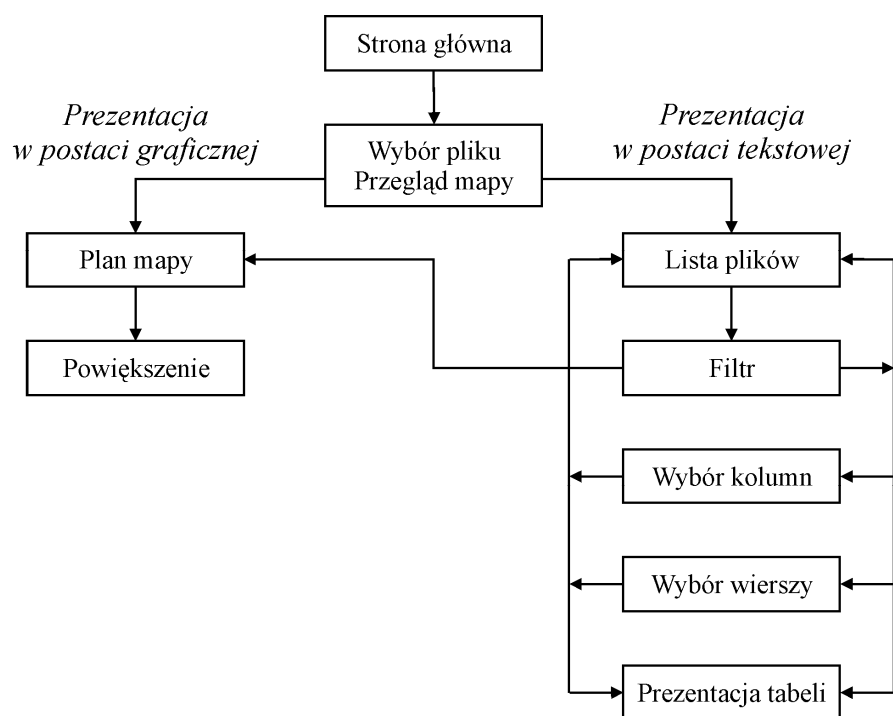 Strona główna
Prezentacja
w postaci graficznej
Prezentacja
w postaci tekstowej
Wybór pliku
Przegląd mapy
Plan mapy
Lista plików
Powiększenie
Filtr
Wybór kolumn
Wybór wierszy
Prezentacja tabeli